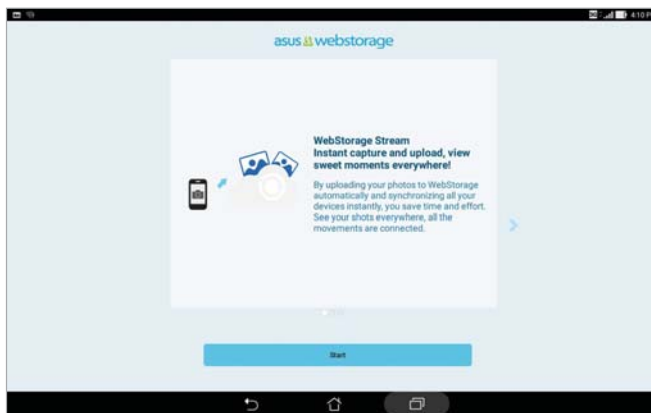 4:10 P
asus webstorage
WebStorage Stream
Instant capture and upload, view
sweet moments everywhere!
By uploading your photos to WebStorage
automatically and synchronizing all your
devices instantly, you save time and effort.
See your shots everywhere, all the
movements are connected.
Start